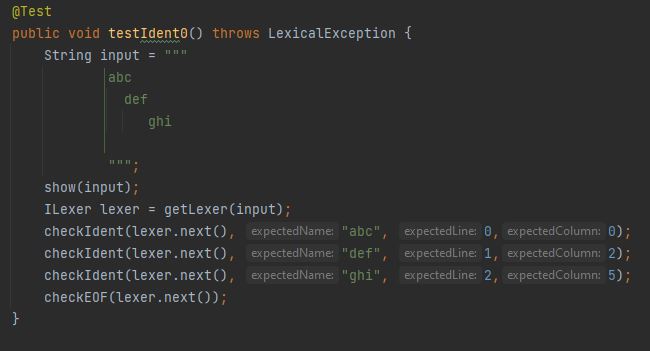 @Test
public void testIdent0() throws LexicalException {
    String input = """
            abc
              def
                 ghi

            """;
    show(input);
    ILexer lexer = getLexer(input);
    checkIdent(lexer.next(), expectedName: "abc", expectedLine: 0, expectedColumn: 0);
    checkIdent(lexer.next(), expectedName: "def", expectedLine: 1, expectedColumn: 2);
    checkIdent(lexer.next(), expectedName: "ghi", expectedLine: 2, expectedColumn: 5);
    checkEOF(lexer.next());
}